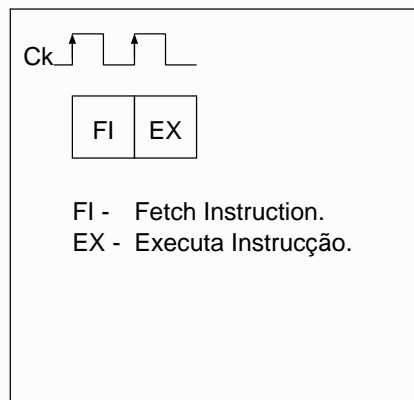 Ck
FI EX
FI - Fetch Instruction.
EX - Executa Instrucção.